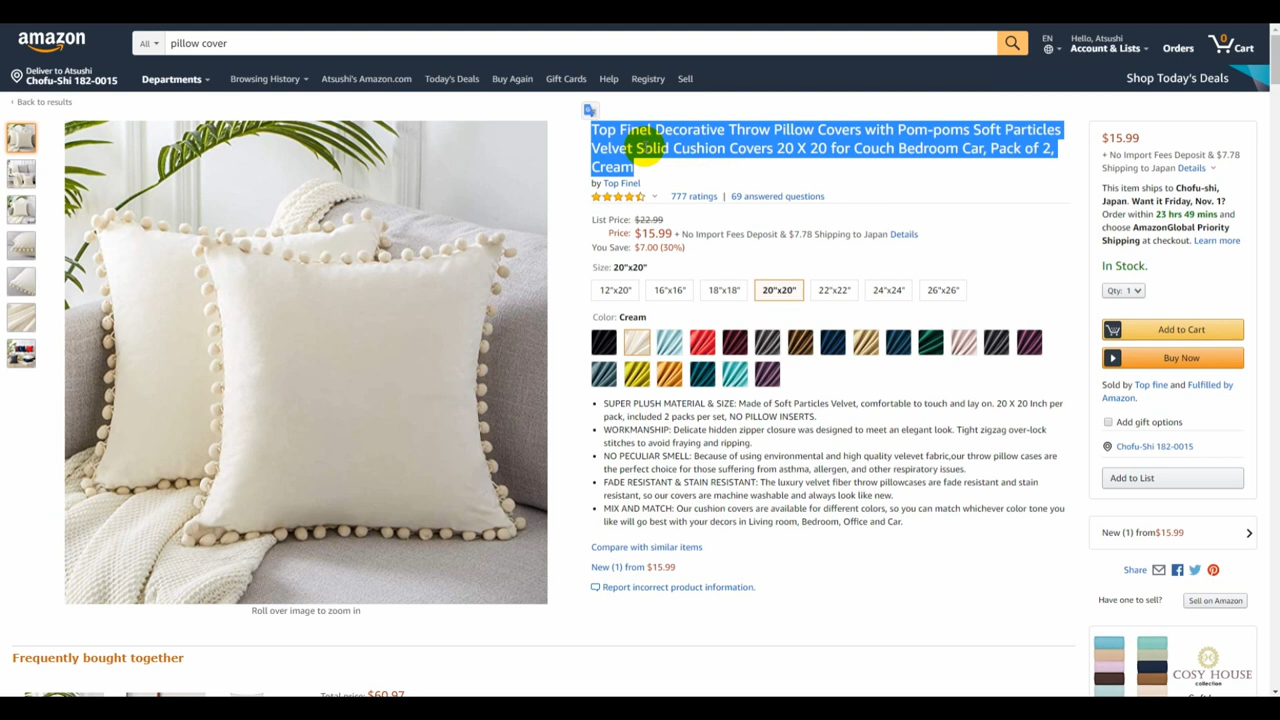 amazon
All
pillow cover
EN
Hello, Atsushi
Account & Lists
Orders
0
Cart
Deliver to Atsushi
Chofu-Shi 182-0015
Departments
Browsing History
Atsushi's Amazon.com
Today's Deals
Buy Again
Gift Cards
Help
Registry
Sell
Shop Today's Deals
‹ Back to results
Top Finel Decorative Throw Pillow Covers with Pom-poms Soft Particles
Velvet Solid Cushion Covers 20 X 20 for Couch Bedroom Car, Pack of 2,
Cream
by Top Finel
777 ratings | 69 answered questions
List Price: $22.99
Price: $15.99 + No Import Fees Deposit & $7.78 Shipping to Japan Details
You Save: $7.00 (30%)
Size: 20"x20"
12"x20"
16"x16"
18"x18"
20"x20"
22"x22"
24"x24"
26"x26"
Color: Cream
• SUPER PLUSH MATERIAL & SIZE: Made of Soft Particles Velvet, comfortable to touch and lay on. 20 X 20 Inch per
pack, included 2 packs per set, NO PILLOW INSERTS.
• WORKMANSHIP: Delicate hidden zipper closure was designed to meet an elegant look. Tight zigzag over-lock
stitches to avoid fraying and ripping.
• NO PECULIAR SMELL: Because of using environmental and high quality velevet fabric,our throw pillow cases are
the perfect choice for those suffering from asthma, allergen, and other respiratory issues.
• FADE RESISTANT & STAIN RESISTANT: The luxury velvet fiber throw pillowcases are fade resistant and stain
resistant, so our covers are machine washable and always look like new.
• MIX AND MATCH: Our cushion covers are available for different colors, so you can match whichever color tone you
like will go best with your decors in Living room, Bedroom, Office and Car.
Compare with similar items
New (1) from $15.99
Report incorrect product information.
Roll over image to zoom in
$15.99
+ No Import Fees Deposit & $7.78
Shipping to Japan Details
This item ships to Chofu-shi,
Japan. Want it Friday, Nov. 1?
Order within 23 hrs 49 mins and
choose AmazonGlobal Priority
Shipping at checkout. Learn more
In Stock.
Qty: 1
Add to Cart
Buy Now
Sold by Top fine and Fulfilled by
Amazon.
Add gift options
Chofu-Shi 182-0015
Add to List
New (1) from$15.99
Share
Have one to sell?
Sell on Amazon
COSY HOUSE
collection
Frequently bought together
Total price: $60.97